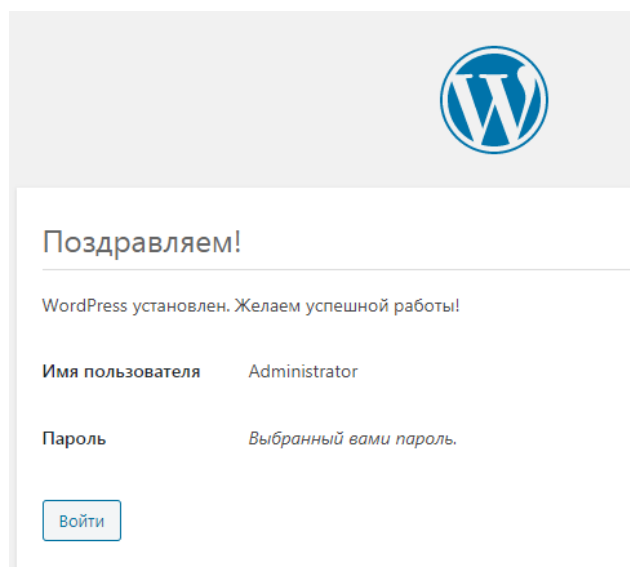 Поздравляем!
WordPress установлен. Желаем успешной работы!
Имя пользователя Administrator
Пароль Выбранный вами пароль.
Войти